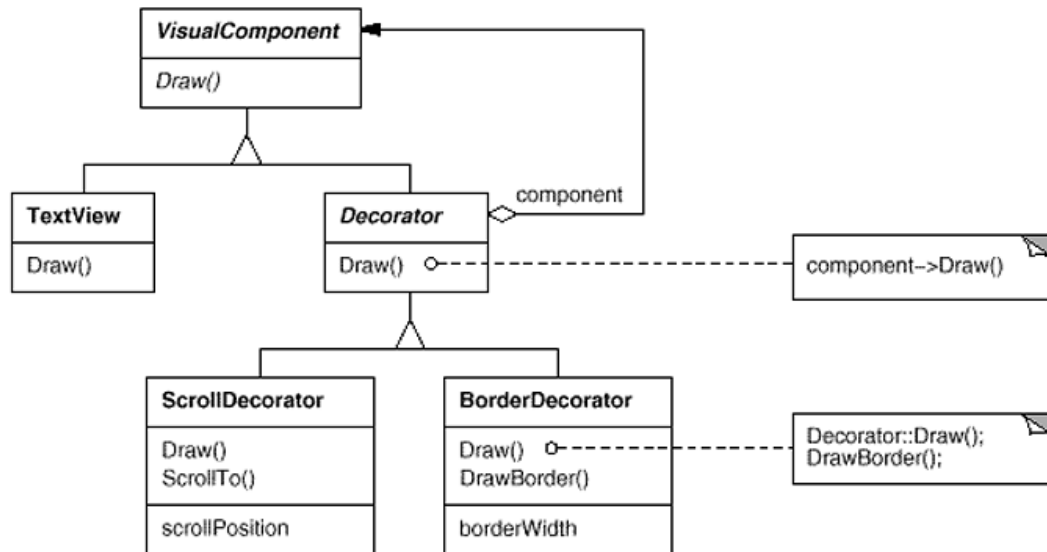 VisualComponent
Draw()
TextView
Draw()
Decorator
Draw()
component
component->Draw()
ScrollDecorator
Draw()
ScrollTo()
scrollPosition
BorderDecorator
Draw()
DrawBorder()
borderWidth
Decorator::Draw();
DrawBorder();